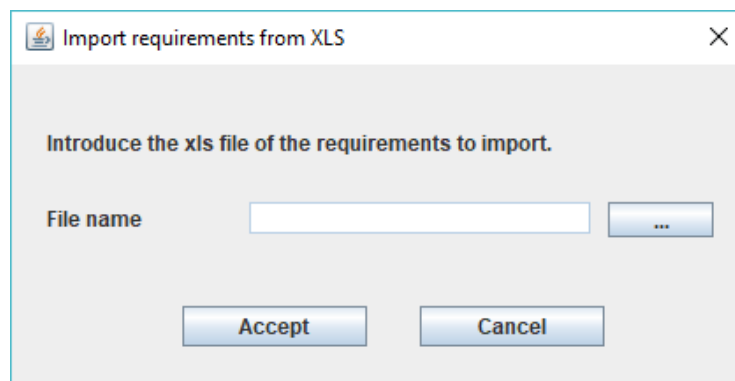 Import requirements from XLS
Introduce the xls file of the requirements to import.
File name
...
Accept
Cancel